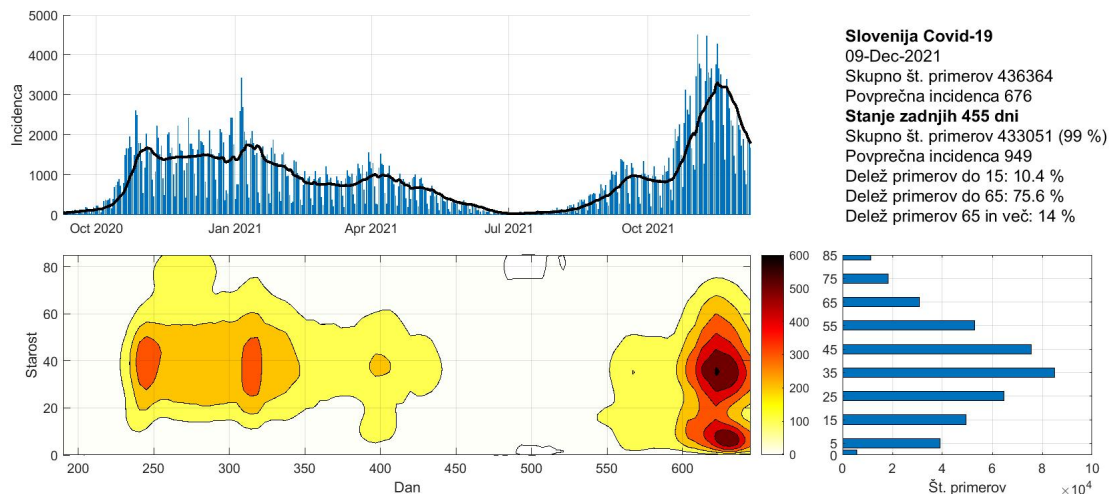 5000
4000
3000
2000
1000
0
Incidenca
Oct 2020
Jan 2021
Apr 2021
Jul 2021
Oct 2021
Slovenija Covid-19
09-Dec-2021
Skupno št. primerov 436364
Povprečna incidenca 676
Stanje zadnjih 455 dni
Skupno št. primerov 433051 (99 %)
Povprečna incidenca 949
Delež primerov do 15: 10.4 %
Delež primerov do 65: 75.6 %
Delež primerov 65 in več: 14 %
80
60
40
20
0
Starost
200
250
300
350
400
450
500
550
600
Dan
600
500
400
300
200
100
0
85
75
65
55
45
35
25
15
5
0
0
2
4
6
8
10
Št. primerov
×10^4